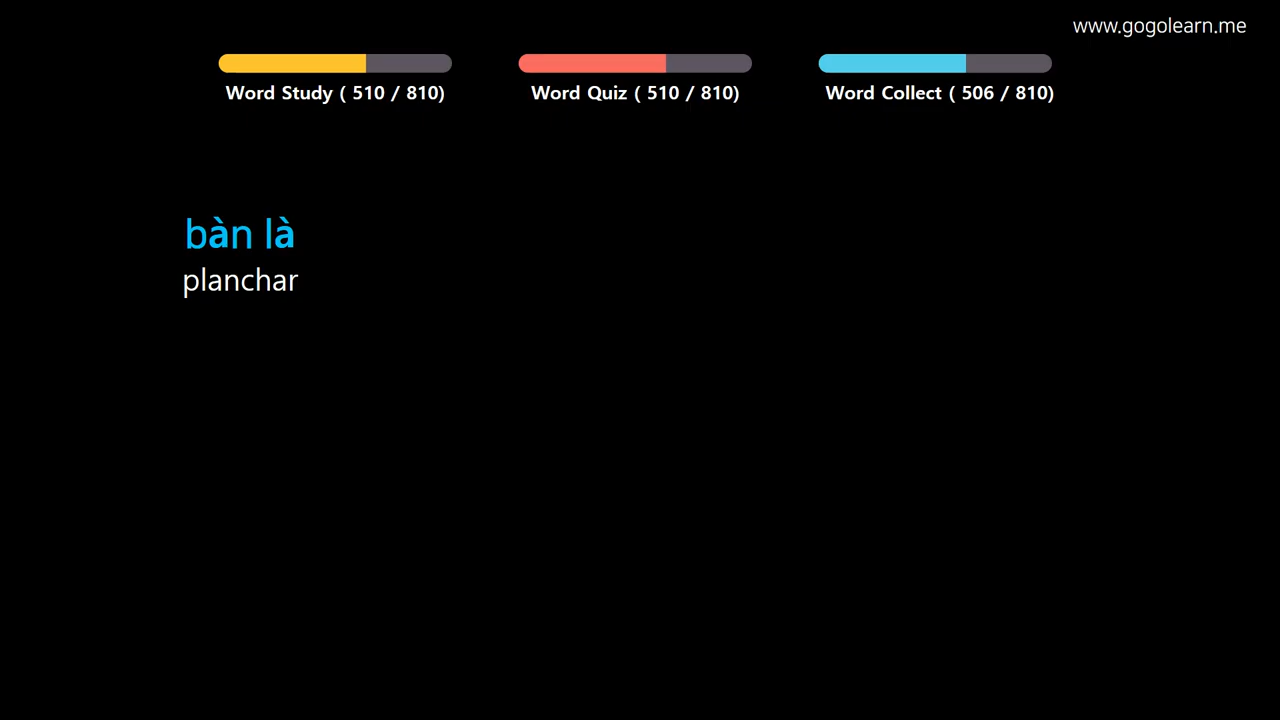 www.gogolearn.me
Word Study ( 510 / 810)
Word Quiz ( 510 / 810)
Word Collect ( 506 / 810)
bàn là
planchar